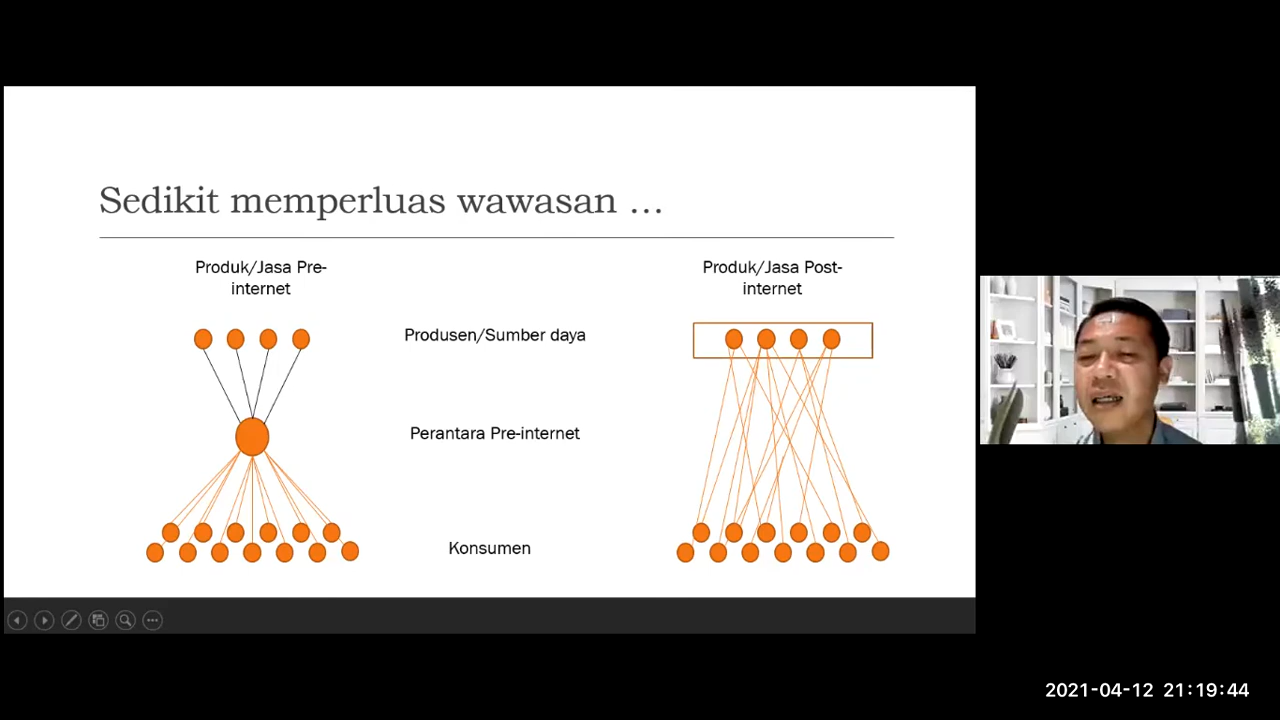 Sedikit memperluas wawasan ...
Produk/Jasa Pre-
internet
Produk/Jasa Post-
internet
Produsen/Sumber daya
Perantara Pre-internet
Konsumen
2021-04-12 21:19:44